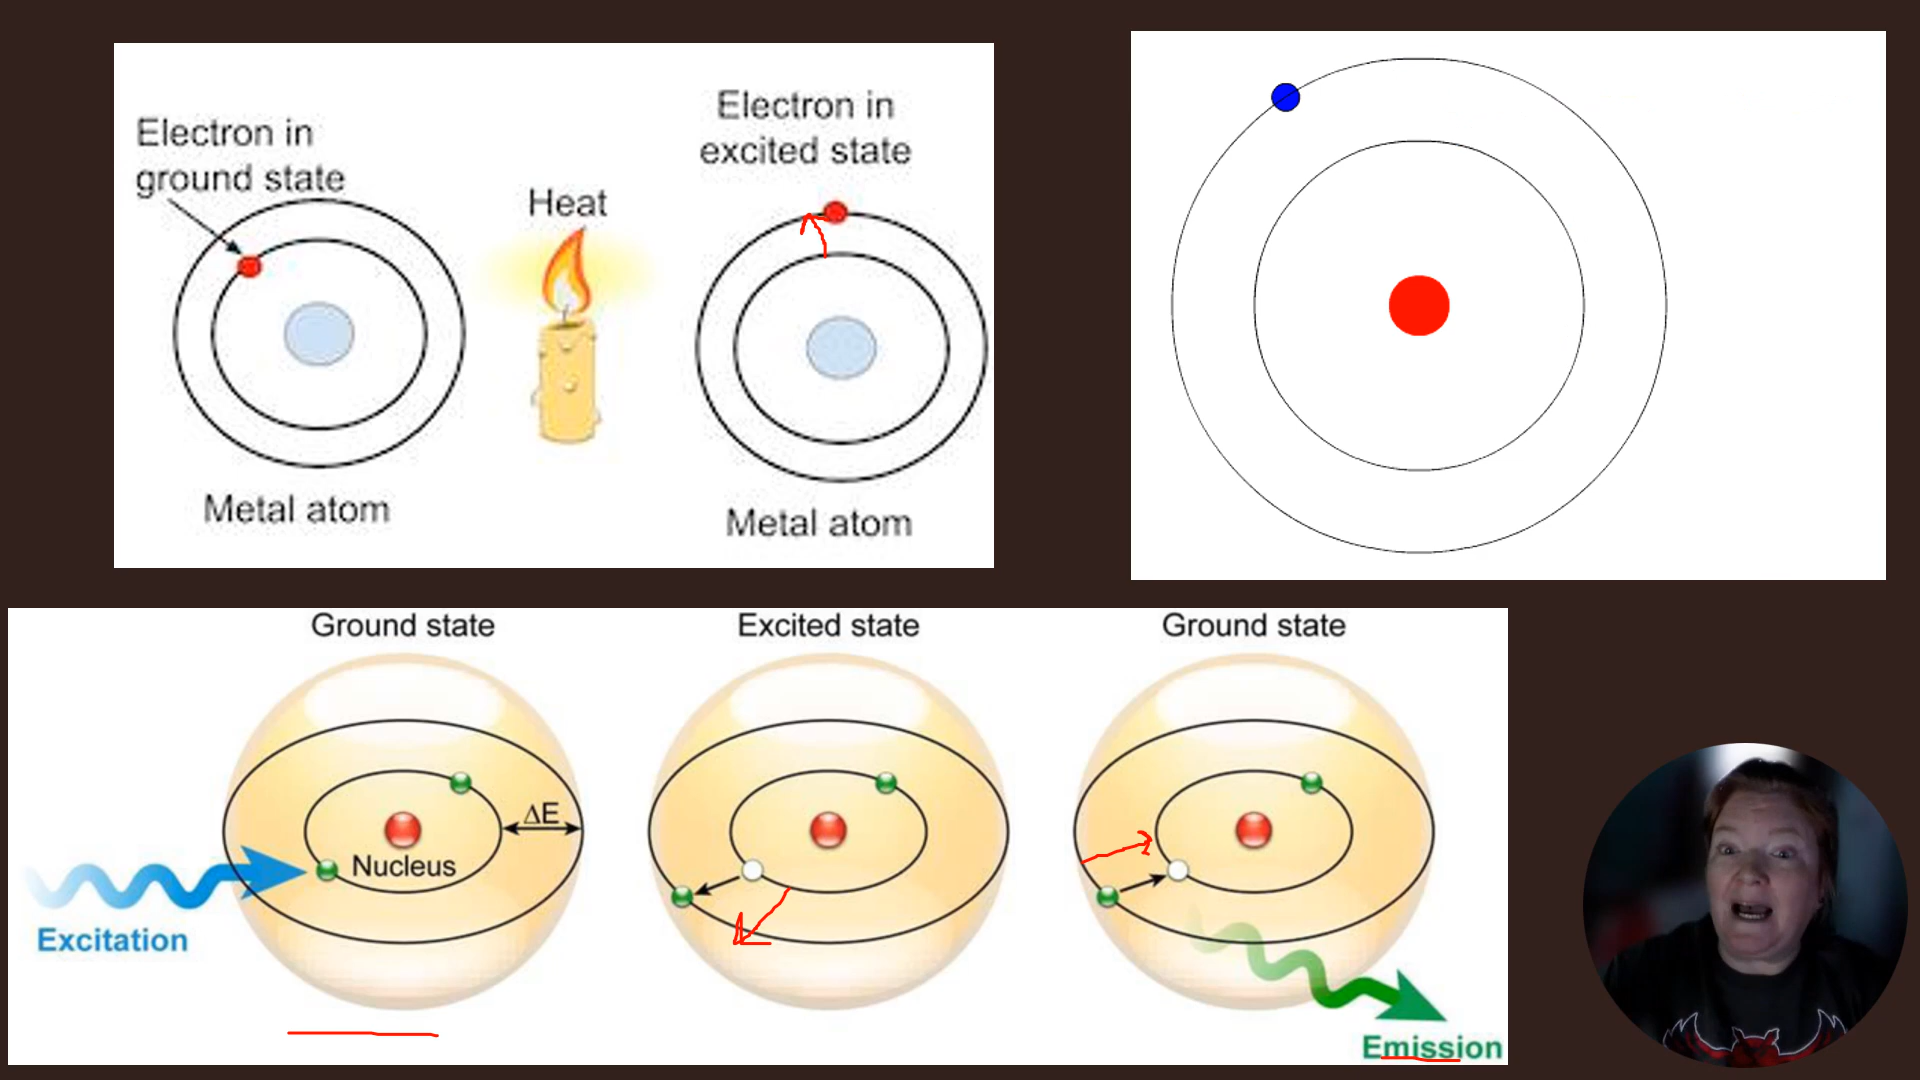 Electron in
ground state
Heat
Electron in
excited state
Metal atom
Metal atom
Ground state
Excited state
Ground state
ΔE
Nucleus
Excitation
Emission